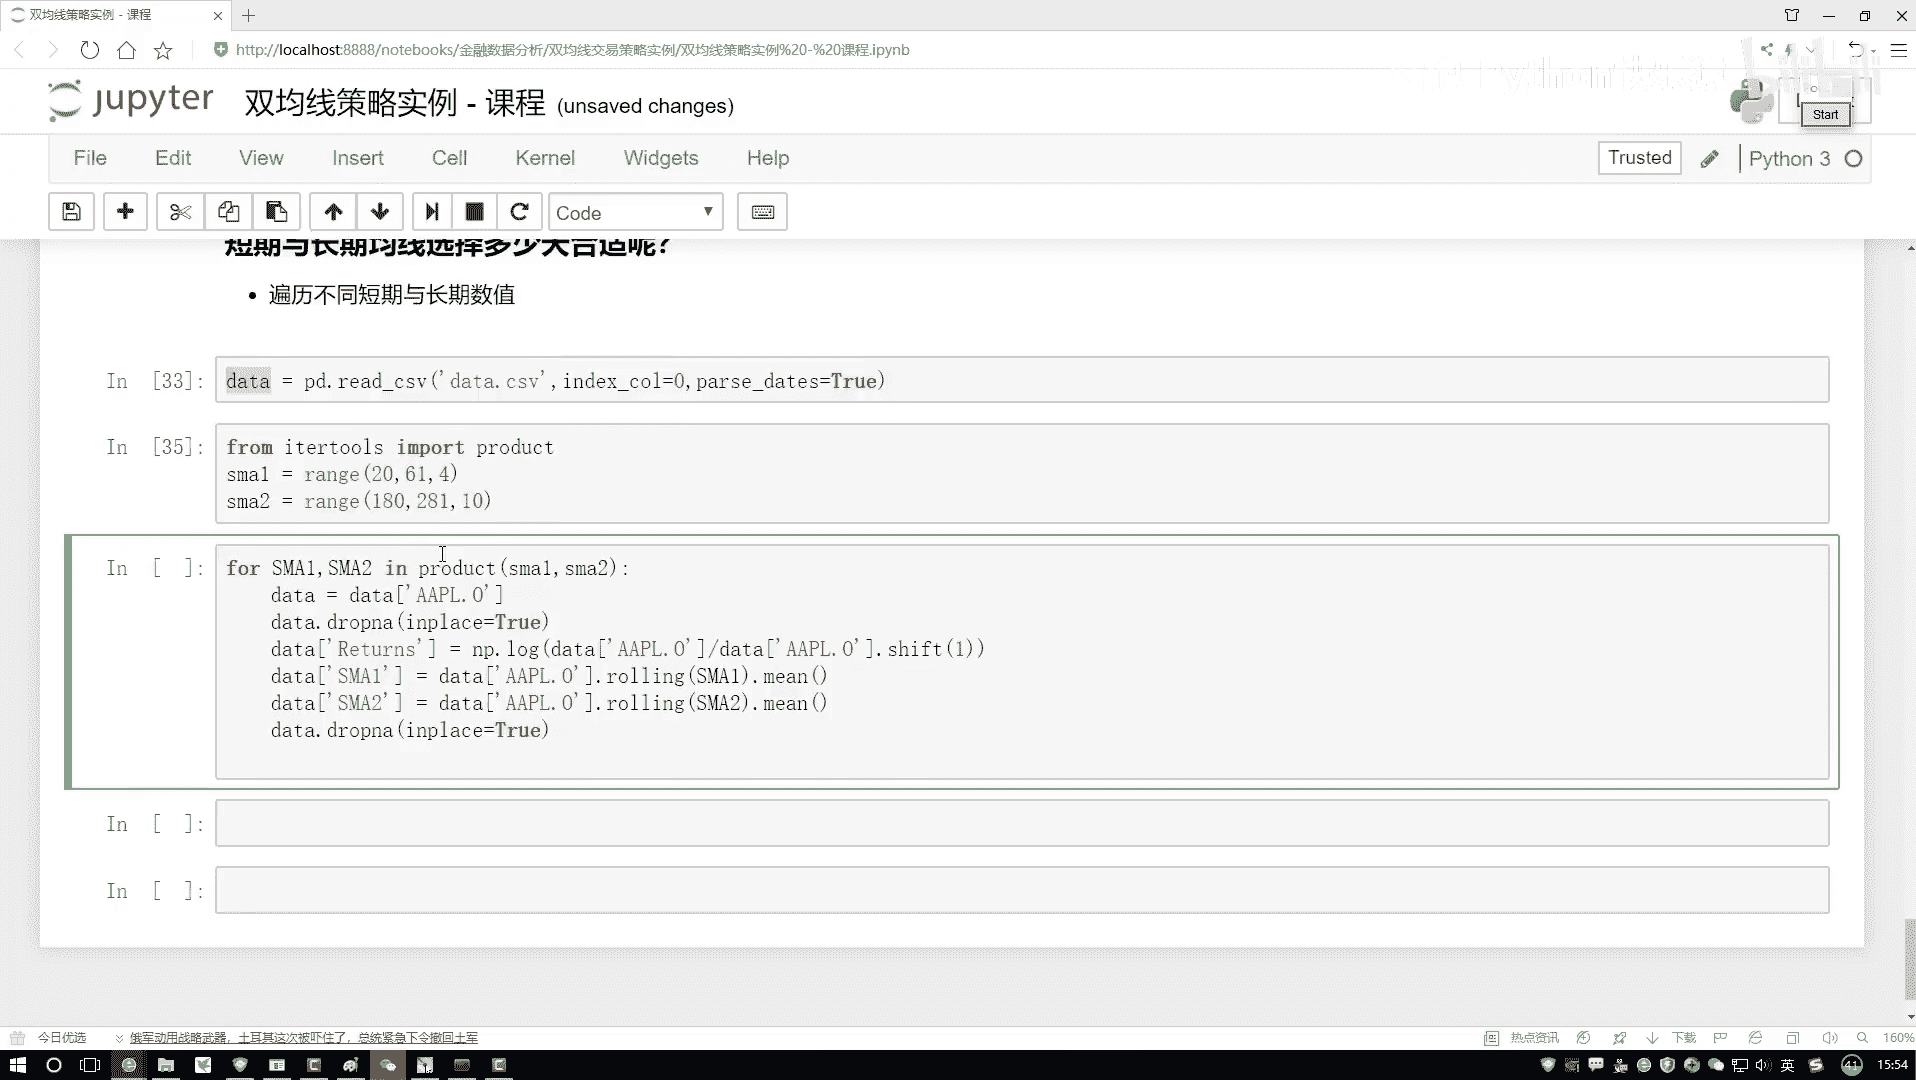 双均线策略实例 - 课程
http://localhost:8888/notebooks/金融数据分析/双均线交易策略实例/双均线策略实例%20-%20课程.ipynb
jupyter 双均线策略实例 - 课程 (unsaved changes)
Start
File Edit View Insert Cell Kernel Widgets Help
Trusted Python 3
Code
短期与长期均线选择多少天合适呢?
遍历不同短期与长期数值
In [33]: data = pd.read_csv('data.csv',index_col=0,parse_dates=True)
In [35]: from itertools import product
sma1 = range(20,61,4)
sma2 = range(180,281,10)
In [ ]: for SMA1,SMA2 in product(sma1,sma2):
data = data['AAPL.O']
data.dropna(inplace=True)
data['Returns'] = np.log(data['AAPL.O']/data['AAPL.O'].shift(1))
data['SMA1'] = data['AAPL.O'].rolling(SMA1).mean()
data['SMA2'] = data['AAPL.O'].rolling(SMA2).mean()
data.dropna(inplace=True)
In [ ]:
In [ ]:
今日优选 俄军动用战略武器，土耳其这次被吓住了，总统紧急下令撤回士军 热点资讯 下载 160%
英 41 15:54